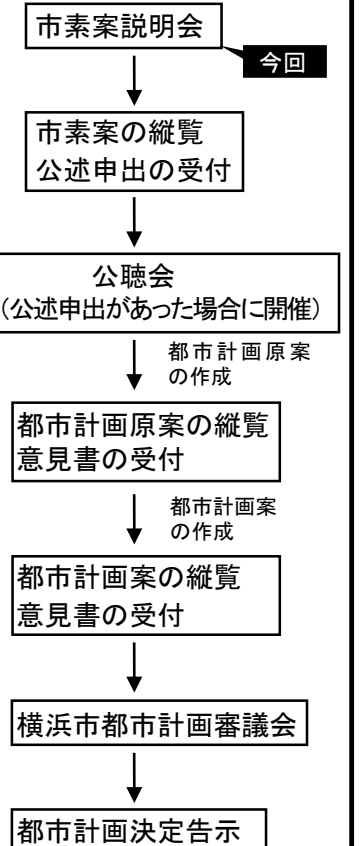 市素案説明会
今回
市素案の縦覧
公述申出の受付
公聴会
(公述申出があった場合に開催)
都市計画原案
の作成
都市計画原案の縦覧
意見書の受付
都市計画案
の作成
都市計画案の縦覧
意見書の受付
横浜市都市計画審議会
都市計画決定告示